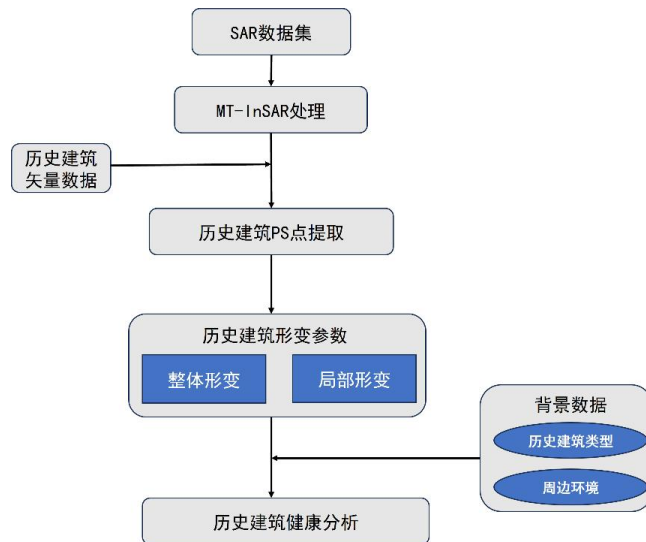 SAR数据集
MT-InSAR处理
历史建筑
矢量数据
历史建筑PS点提取
历史建筑形变参数
整体形变
局部形变
背景数据
历史建筑类型
周边环境
历史建筑健康分析